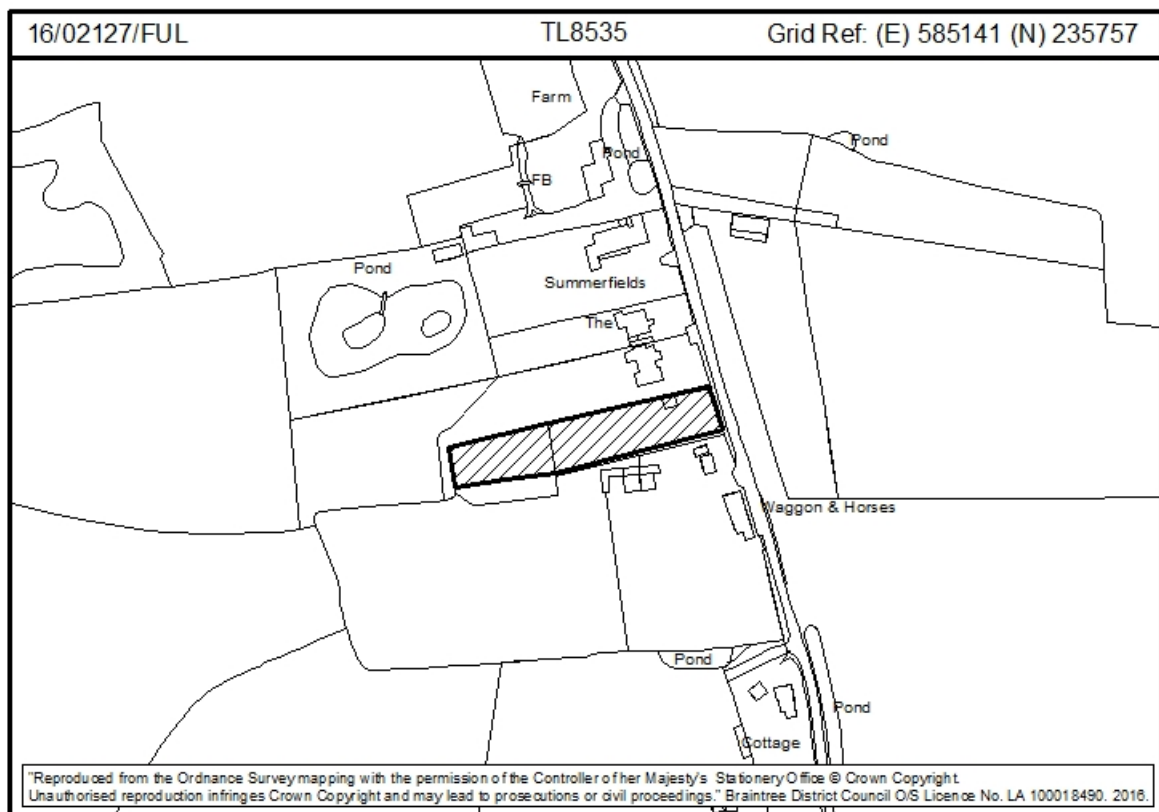 16/02127/FUL TL8535 Grid Ref: (E) 585141 (N) 235757
Farm
Pond
Pond
FB
Pond
Summerfields
The
Waggon & Horses
Pond
Pond
Cottage
"Reproduced from the Ordnance Survey mapping with the permission of the Controller of her Majesty's Stationery Office © Crown Copyright.
Unauthorised reproduction infringes Crown Copyright and may lead to prosecutions or civil proceedings." Braintree District Council O/S Licence No. LA 100018490. 2016.